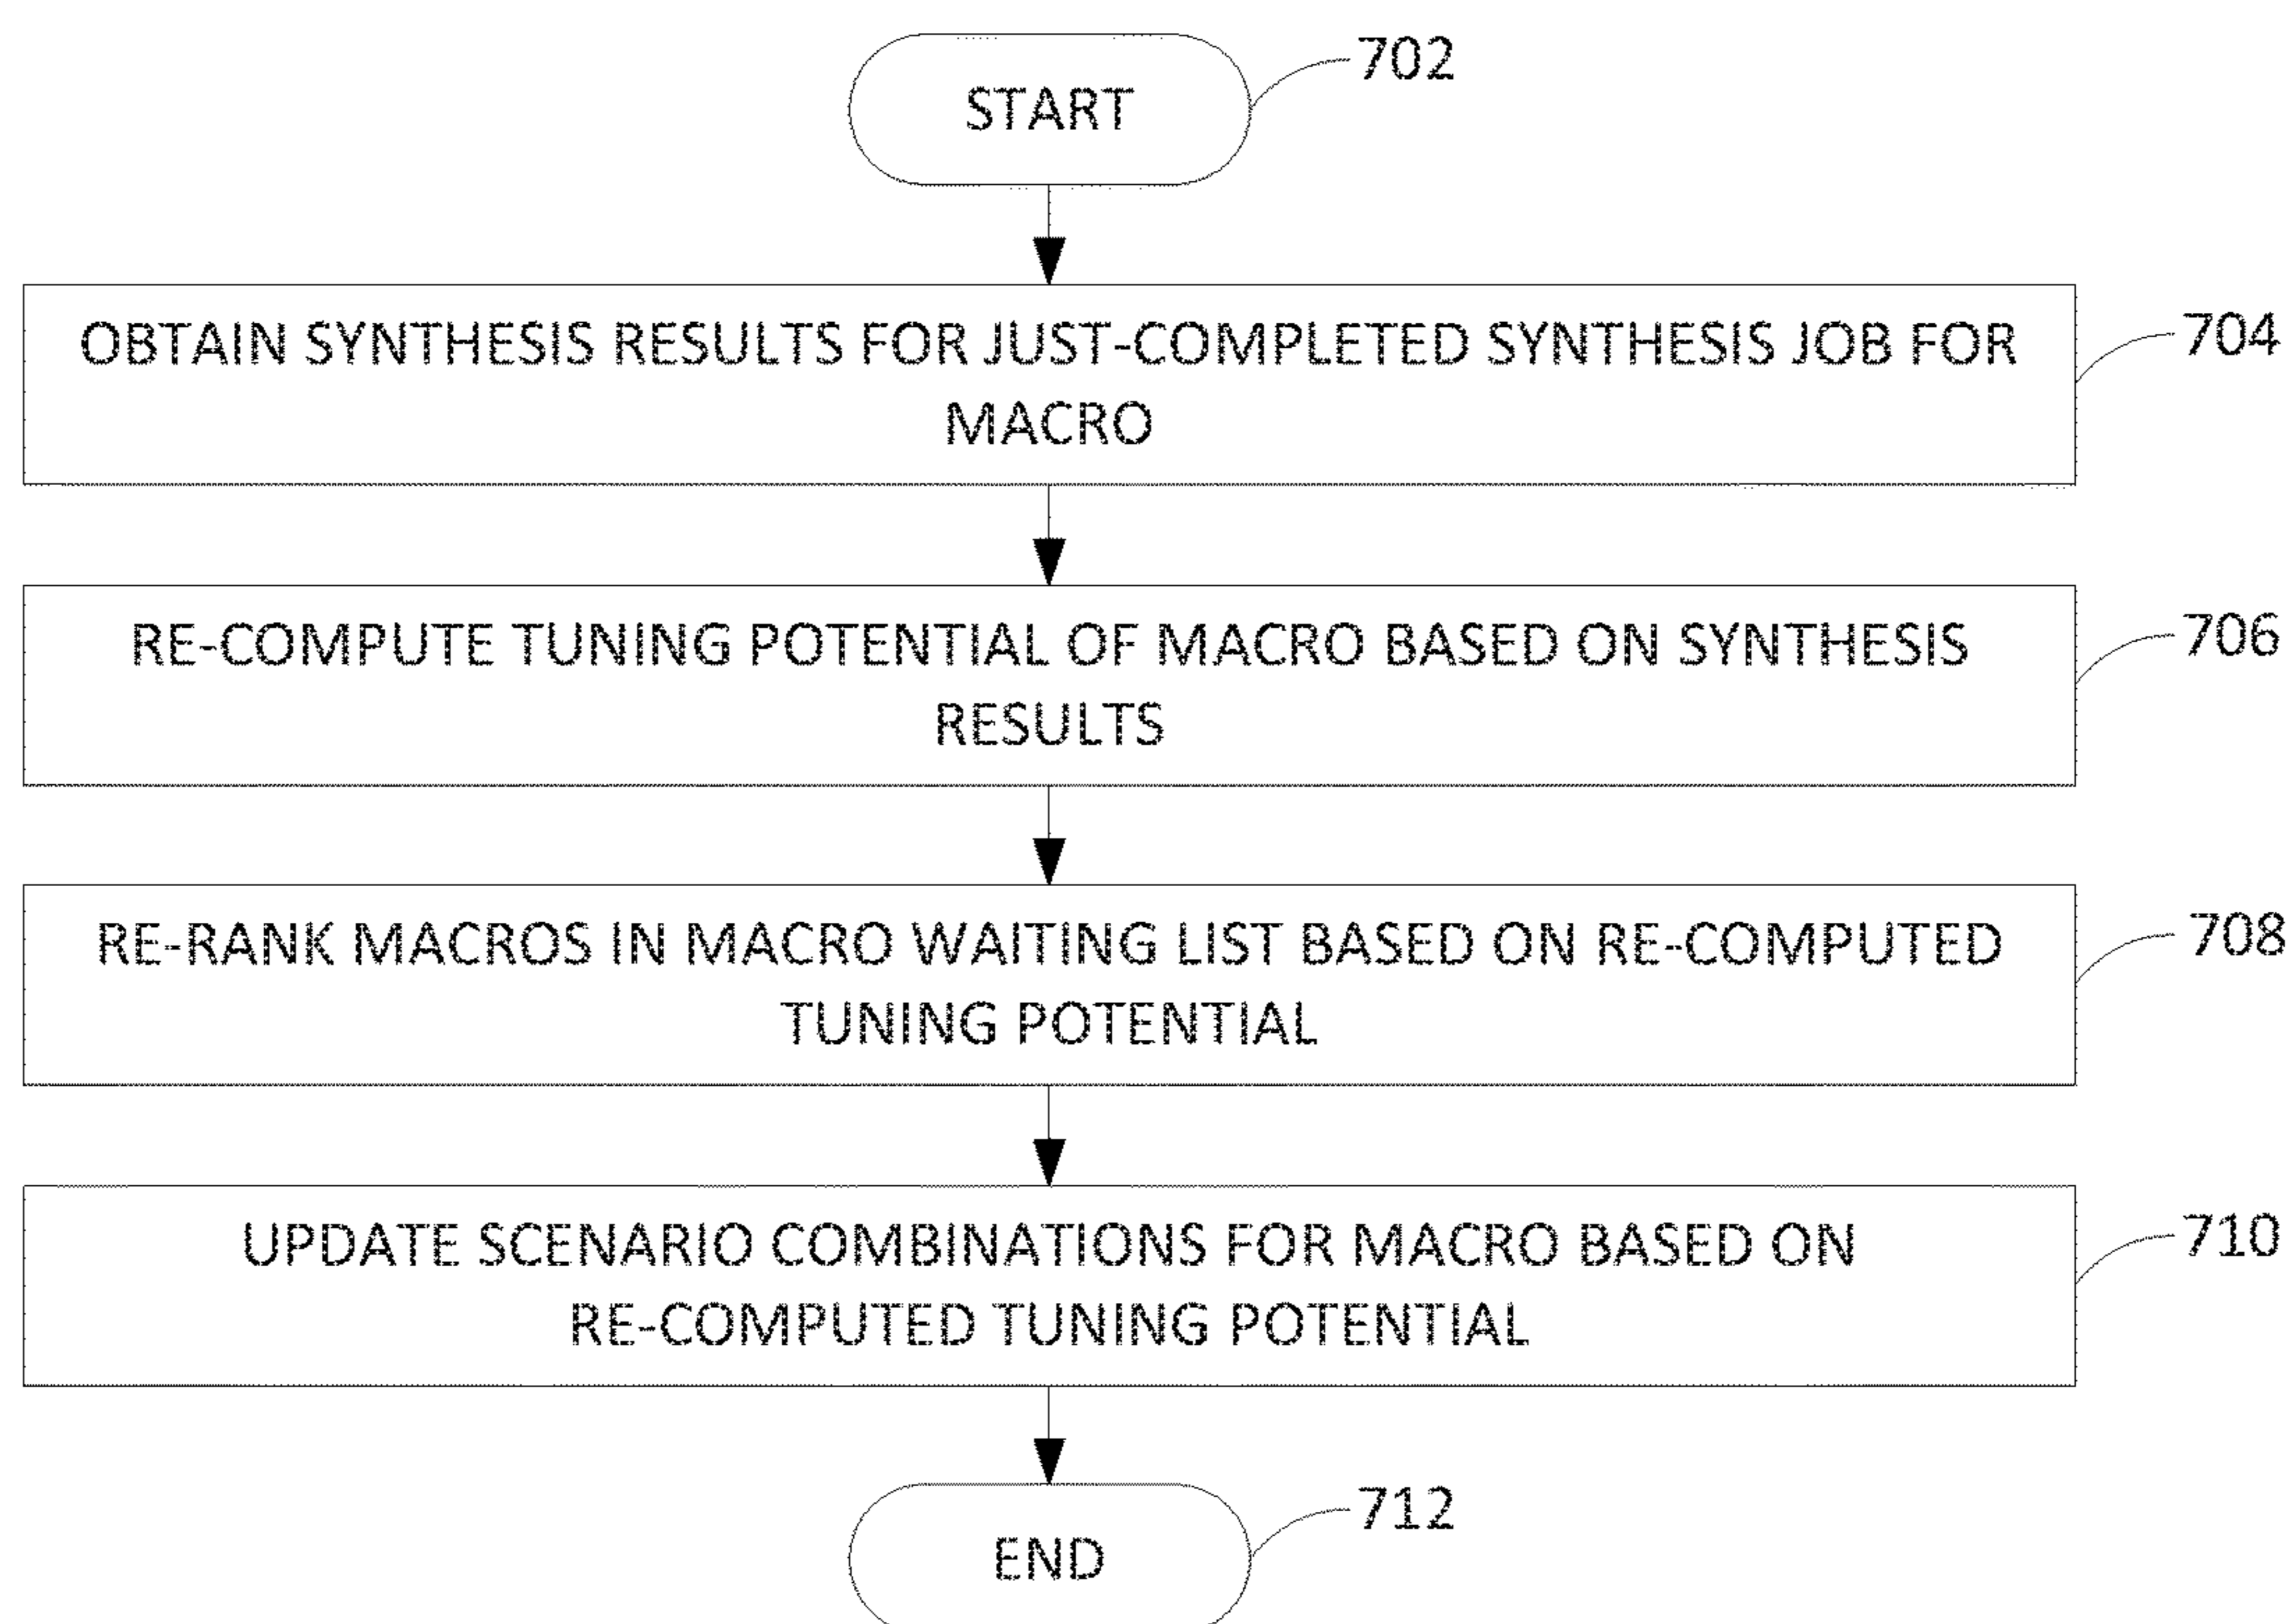 START
702
OBTAIN SYNTHESIS RESULTS FOR JUST-COMPLETED SYNTHESIS JOB FOR
MACRO
704
RE-COMPUTE TUNING POTENTIAL OF MACRO BASED ON SYNTHESIS
RESULTS
706
RE-RANK MACROS IN MACRO WAITING LIST BASED ON RE-COMPUTED
TUNING POTENTIAL
708
UPDATE SCENARIO COMBINATIONS FOR MACRO BASED ON
RE-COMPUTED TUNING POTENTIAL
710
END
712